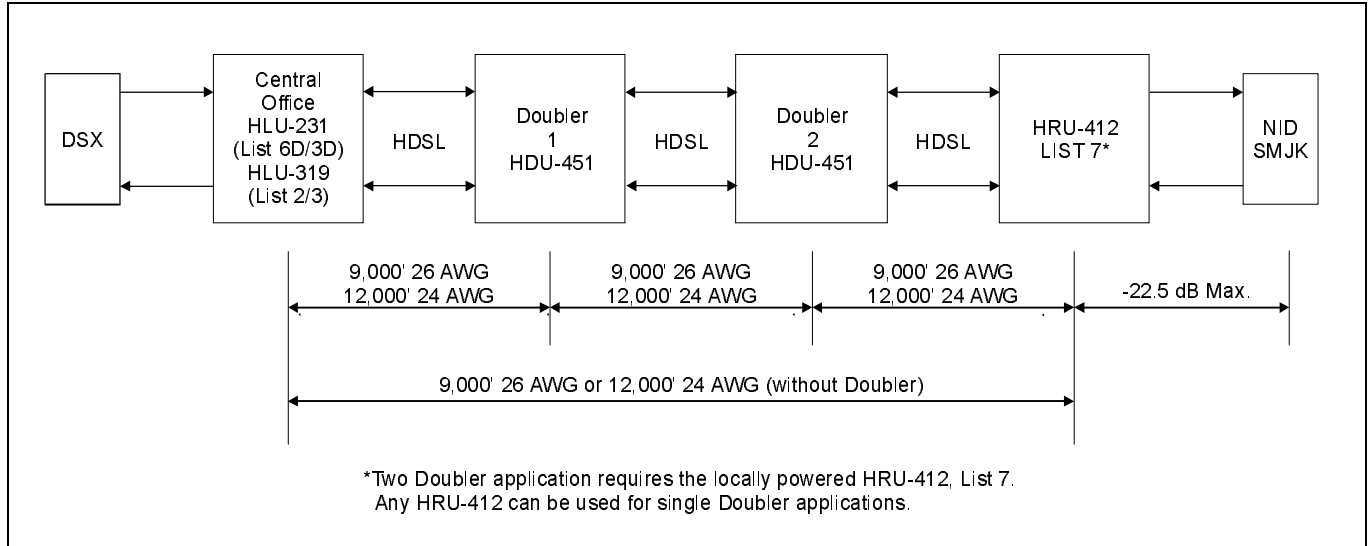 DSX
Central
Office
HLU-231
(List 6D/3D)
HLU-319
(List 2/3)
HDSL
Doubler
1
HDU-451
HDSL
Doubler
2
HDU-451
HDSL
HRU-412
LIST 7*
NID
SMJK
9,000' 26 AWG
12,000' 24 AWG
9,000' 26 AWG
12,000' 24 AWG
9,000' 26 AWG
12,000' 24 AWG
-22.5 dB Max.
9,000' 26 AWG or 12,000' 24 AWG (without Doubler)
*Two Doubler application requires the locally powered HRU-412, List 7.
Any HRU-412 can be used for single Doubler applications.